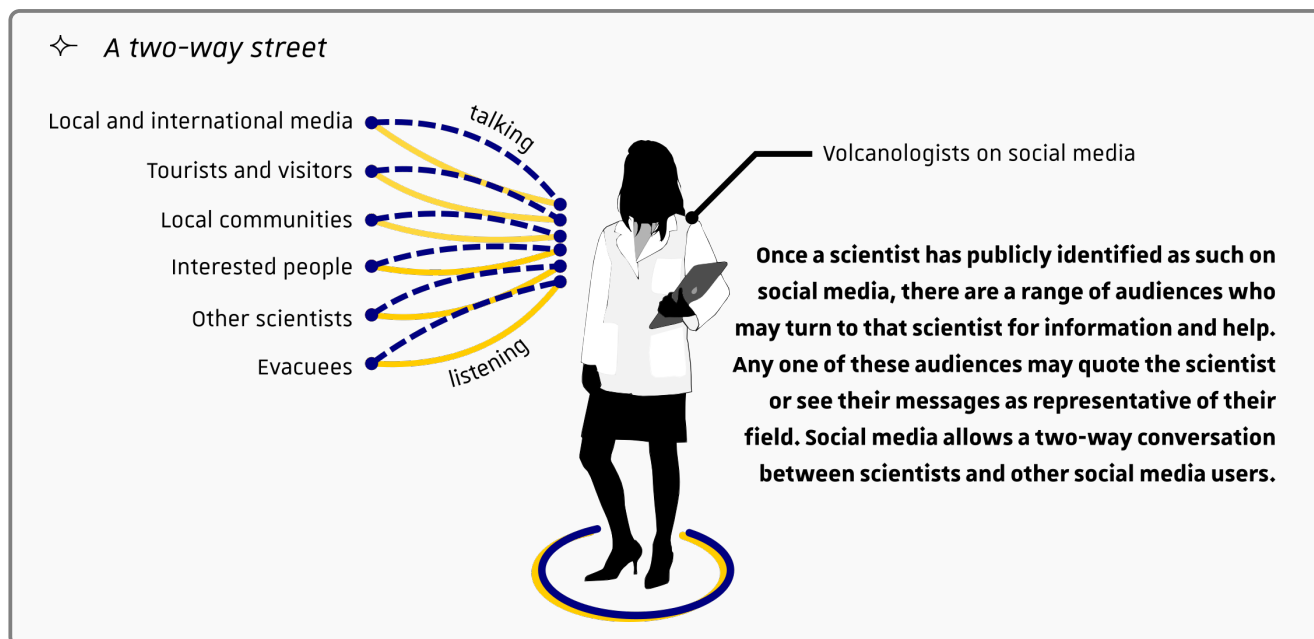 A two-way street
Local and international media
Tourists and visitors
Local communities
Interested people
Other scientists
Evacuees
talking
listening
Volcanologists on social media
Once a scientist has publicly identified as such on
social media, there are a range of audiences who
may turn to that scientist for information and help.
Any one of these audiences may quote the scientist
or see their messages as representative of their
field. Social media allows a two-way conversation
between scientists and other social media users.